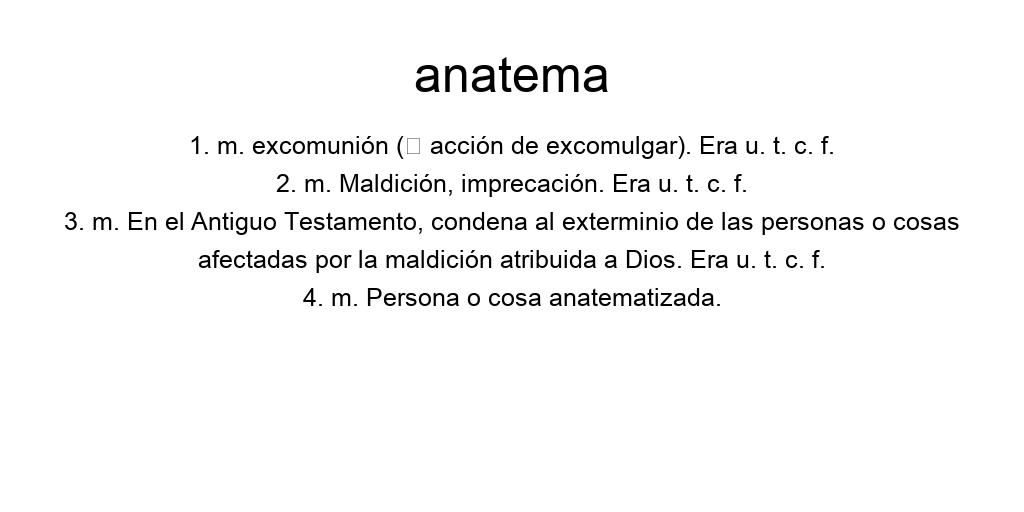 anatema
1. m. excomunión (□ acción de excomulgar). Era u. t. c. f.
2. m. Maldición, imprecación. Era u. t. c. f.
3. m. En el Antiguo Testamento, condena al exterminio de las personas o cosas
afectadas por la maldición atribuida a Dios. Era u. t. c. f.
4. m. Persona o cosa anatematizada.